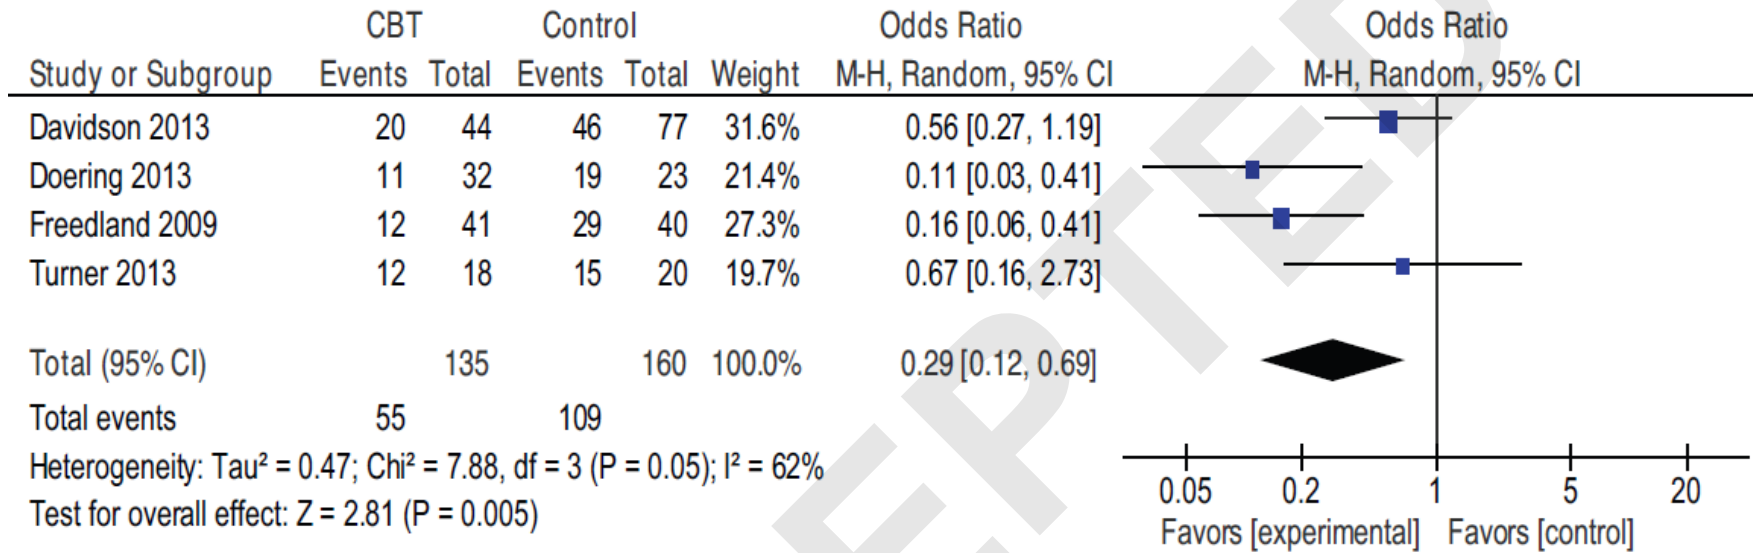 CBT Control Odds Ratio Odds Ratio
Study or Subgroup Events Total Events Total Weight M-H, Random, 95% CI M-H, Random, 95% CI
Davidson 2013 20 44 46 77 31.6% 0.56 [0.27, 1.19]
Doering 2013 11 32 19 23 21.4% 0.11 [0.03, 0.41]
Freedland 2009 12 41 29 40 27.3% 0.16 [0.06, 0.41]
Turner 2013 12 18 15 20 19.7% 0.67 [0.16, 2.73]
Total (95% CI) 135 160 100.0% 0.29 [0.12, 0.69]
Total events 55 109
Heterogeneity: Tau² = 0.47; Chi² = 7.88, df = 3 (P = 0.05); I² = 62%
Test for overall effect: Z = 2.81 (P = 0.005)
0.05 0.2 1 5 20
Favors [experimental] Favors [control]
EPTED